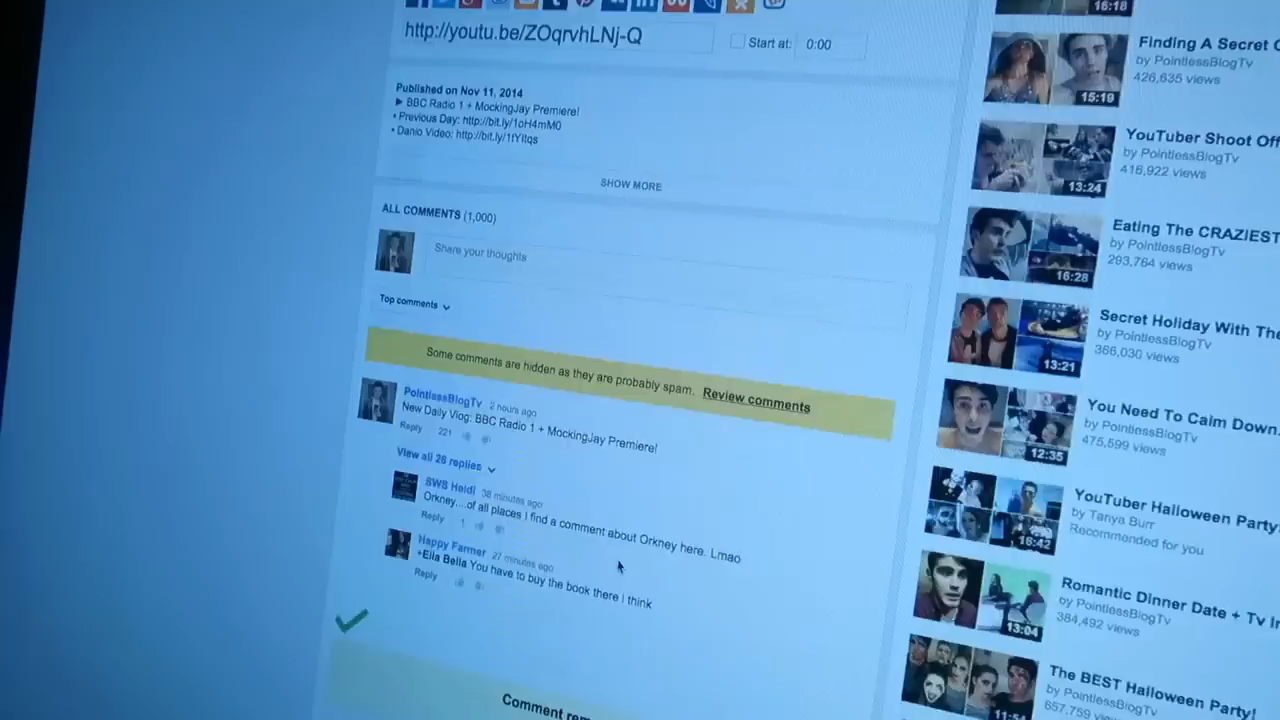 http://youtu.be/ZOqrvhLNj-Q
Start at: 0:00
Published on Nov 11, 2014
► BBC Radio 1 + MockingJay Premiere!
• Previous Day: http://bit.ly/1oH4mM0
• Danio Video: http://bit.ly/1tYltqs
SHOW MORE
ALL COMMENTS (1,000)
Share your thoughts
Top comments
Some comments are hidden as they are probably spam. Review comments
PointlessBlogTv 2 hours ago
New Daily Vlog: BBC Radio 1 + MockingJay Premiere!
Reply 221
View all 26 replies
SWS Heidi 38 minutes ago
Orkney....of all places I find a comment about Orkney here. Lmao
Reply 1
Happy Farmer 27 minutes ago
+Ella Bella You have to buy the book there i think
Reply
Comment
16:18
Finding A Secret
by PointlessBlogTv
426,635 views
15:19
YouTuber Shoot Off
by PointlessBlogTv
416,922 views
13:24
Eating The CRAZIEST
by PointlessBlogTv
293,764 views
16:28
Secret Holiday With The
by PointlessBlogTv
366,030 views
13:21
You Need To Calm Down.
by PointlessBlogTv
475,599 views
12:35
YouTuber Halloween Party
by Tanya Burr
Recommended for you
16:42
Romantic Dinner Date + Tv
by PointlessBlogTv
384,492 views
13:04
The BEST Halloween Party!
by PointlessBlogTv
657,759 views
11:54